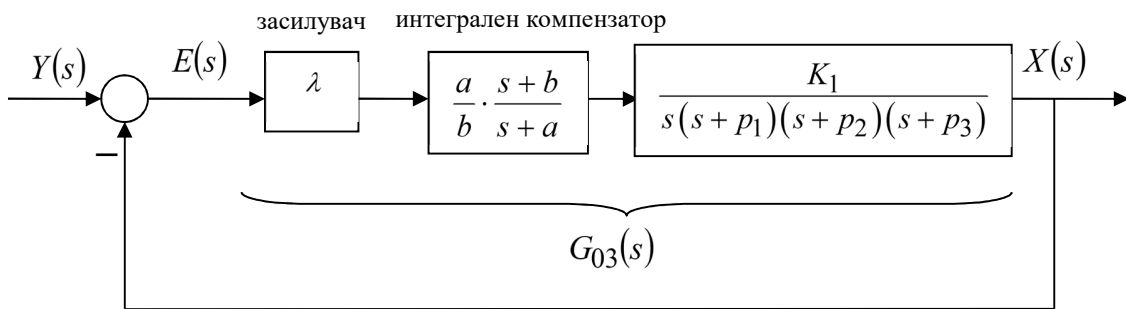 засилувач интегрален компензатор
Y(s) E(s) λ a/b · (s + b)/(s + a) K₁/(s(s + p₁)(s + p₂)(s + p₃)) X(s)
−
G₀₃(s)